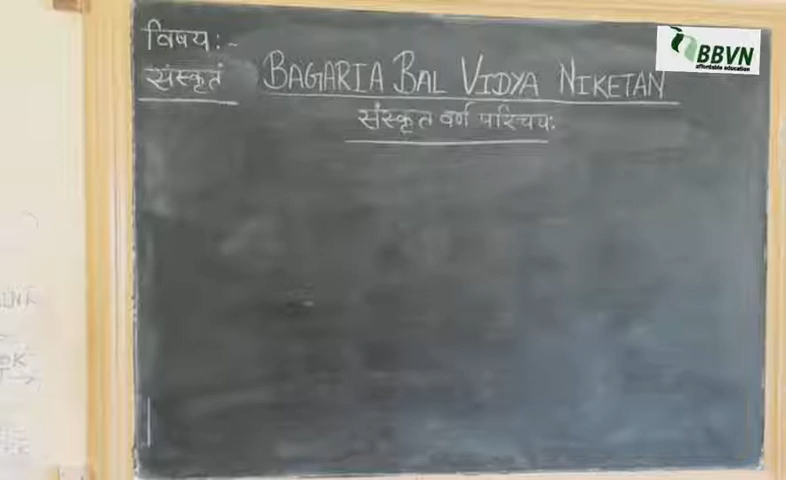 विषय:-
संस्कृतं
BAGARIA BAL VIDYA NIKETAN
संस्कृत वर्ण परिचय:
BBVN
affordable education